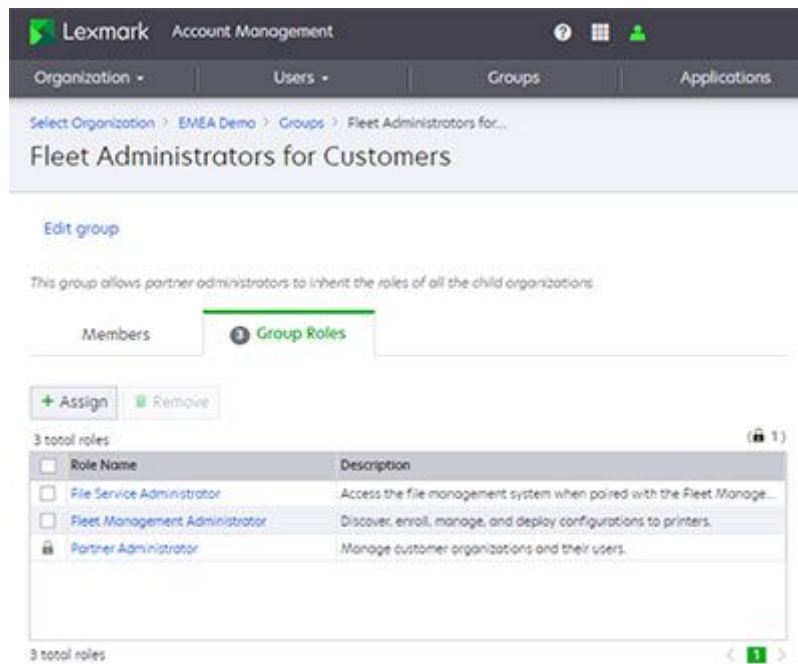 Lexmark Account Management
Organization Users Groups Applications
Select Organization > EMEA Demo > Groups > Fleet Administrators for...
Fleet Administrators for Customers
Edit group
This group allows partner administrators to inherit the roles of all the child organizations
Members 3 Group Roles
+ Assign Remove
3 total roles (1)
Role Name Description
File Service Administrator Access the file management system when paired with the Fleet Manage...
Fleet Management Administrator Discover, enroll, manage, and deploy configurations to printers.
Partner Administrator Manage customer organizations and their users.
3 total roles < 1 >